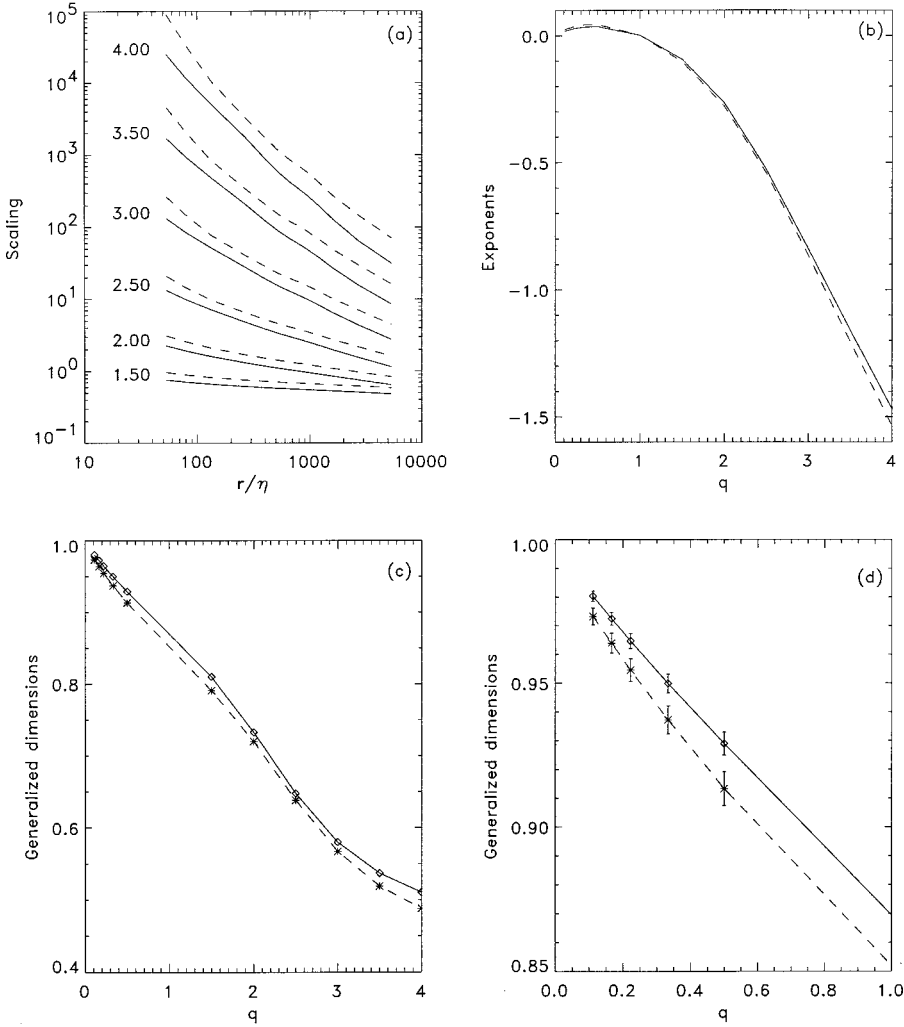 (a)
Scaling
10^5
10^4
10^3
10^2
10^1
10^0
10^-1
4.00
3.50
3.00
2.50
2.00
1.50
10 100 1000 10000
r/η
(b)
Exponents
0.0
-0.5
-1.0
-1.5
0 1 2 3 4
q
(c)
Generalized dimensions
1.0
0.8
0.6
0.4
0 1 2 3 4
q
(d)
Generalized dimensions
1.00
0.95
0.90
0.85
0.0 0.2 0.4 0.6 0.8 1.0
q